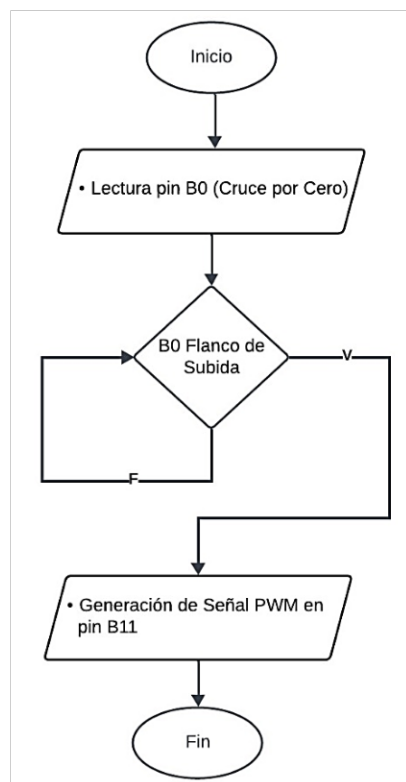 Inicio
• Lectura pin B0 (Cruce por Cero)
B0 Flanco de
Subida
V
F
• Generación de Señal PWM en
pin B11
Fin